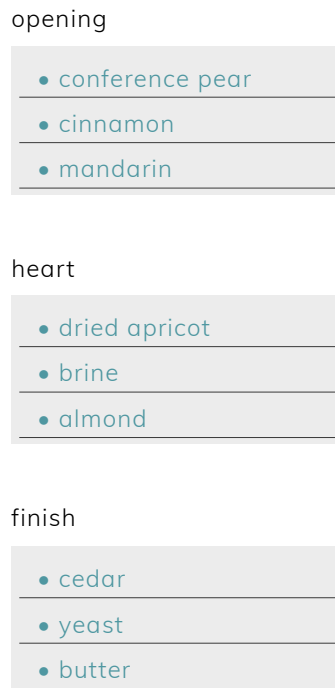 opening
• conference pear
• cinnamon
• mandarin
heart
• dried apricot
• brine
• almond
finish
• cedar
• yeast
• butter